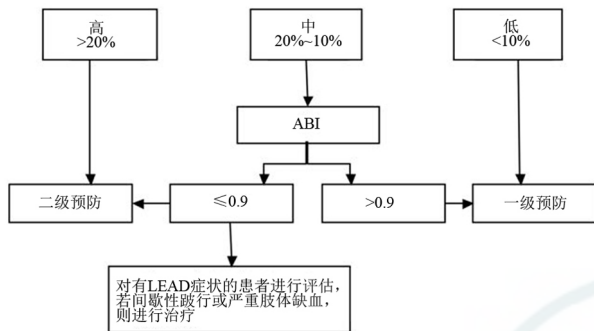 高
>20%
中
20%~10%
低
<10%
ABI
二级预防
≤0.9
>0.9
一级预防
对有LEAD症状的患者进行评估，
若间歇性跛行或严重肢体缺血，
则进行治疗